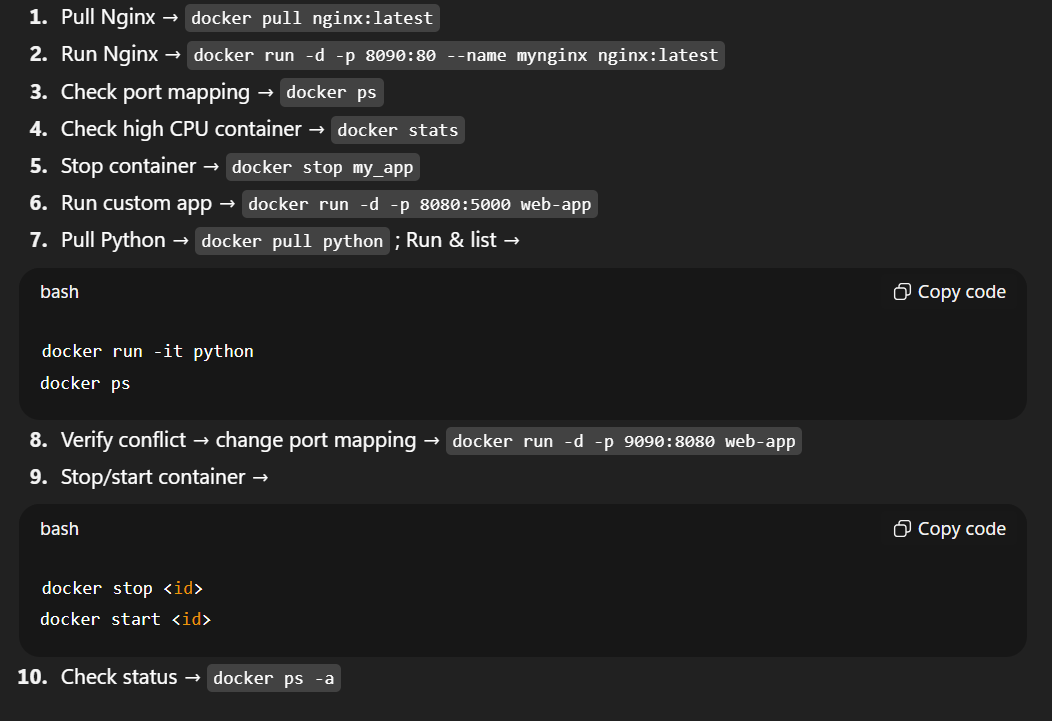 1. Pull Nginx → docker pull nginx:latest
2. Run Nginx → docker run -d -p 8090:80 --name mynginx nginx:latest
3. Check port mapping → docker ps
4. Check high CPU container → docker stats
5. Stop container → docker stop my_app
6. Run custom app → docker run -d -p 8080:5000 web-app
7. Pull Python → docker pull python ; Run & list →
bash Copy code
docker run -it python
docker ps
8. Verify conflict → change port mapping → docker run -d -p 9090:8080 web-app
9. Stop/start container →
bash Copy code
docker stop <id>
docker start <id>
10. Check status → docker ps -a